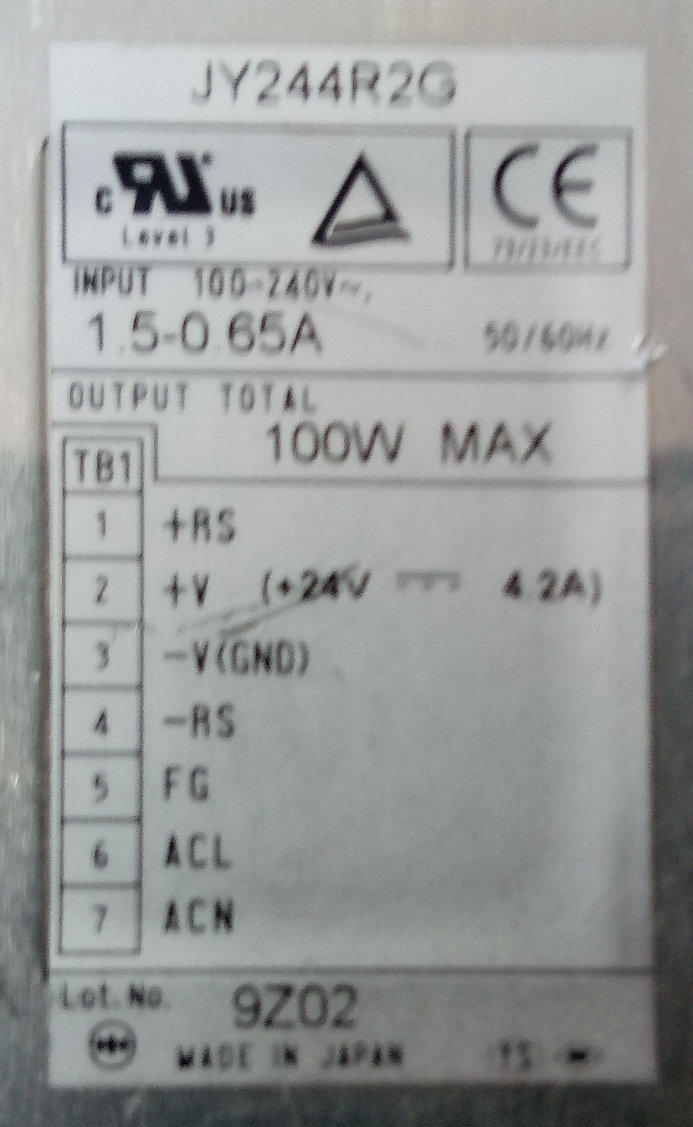 JY244R2G
C RU US
Level 3
CE
INPUT 100-240V~,
1.5-0.65A 50/60Hz
OUTPUT TOTAL
100W MAX
TB1
1 +RS
2 +V (+24V ⎓ 4.2A)
3 -V(GND)
4 -RS
5 FG
6 ACL
7 ACN
Lot.No. 9Z02
MADE IN JAPAN